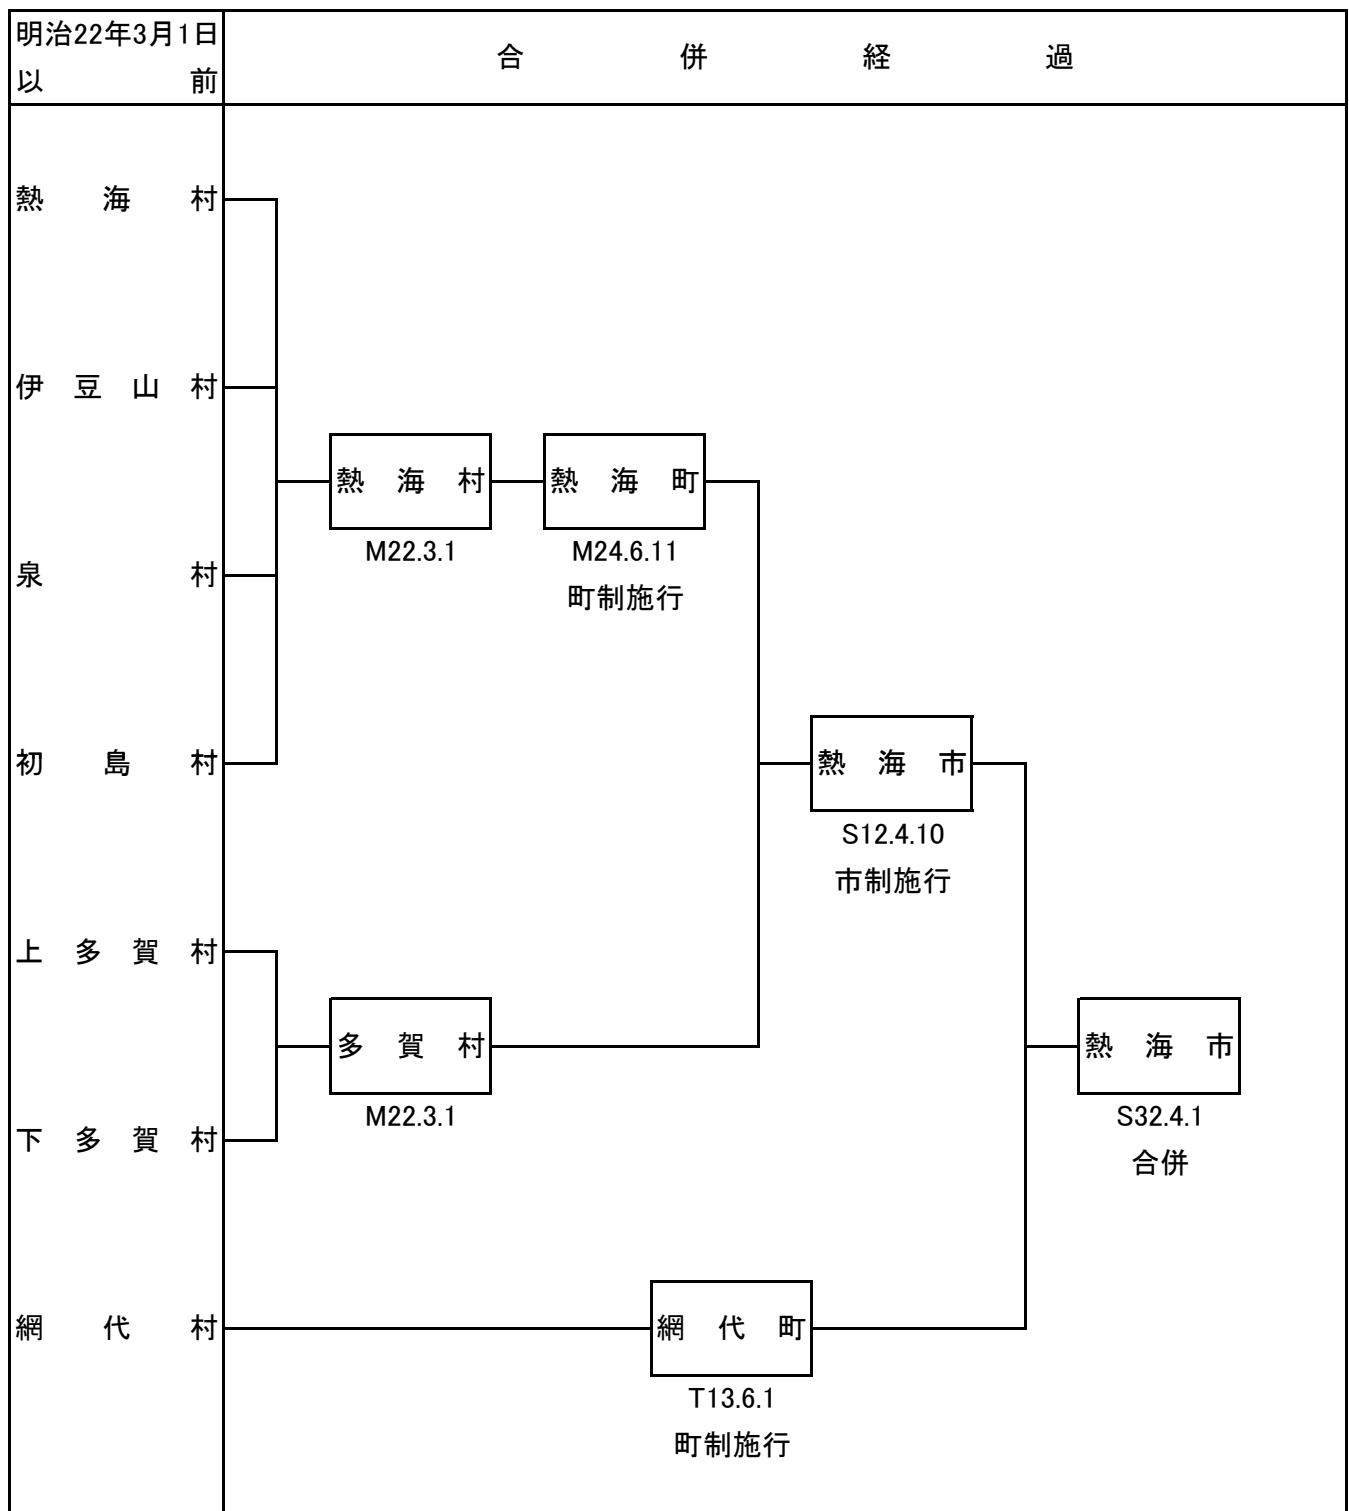 明治22年3月1日
以前
合併経過
熱海村
伊豆山村
熱海村
熱海町
M22.3.1
M24.6.11
泉村
町制施行
初島村
熱海市
S12.4.10
市制施行
上多賀村
多賀村
熱海市
M22.3.1
S32.4.1
下多賀村
合併
網代村
網代町
T13.6.1
町制施行